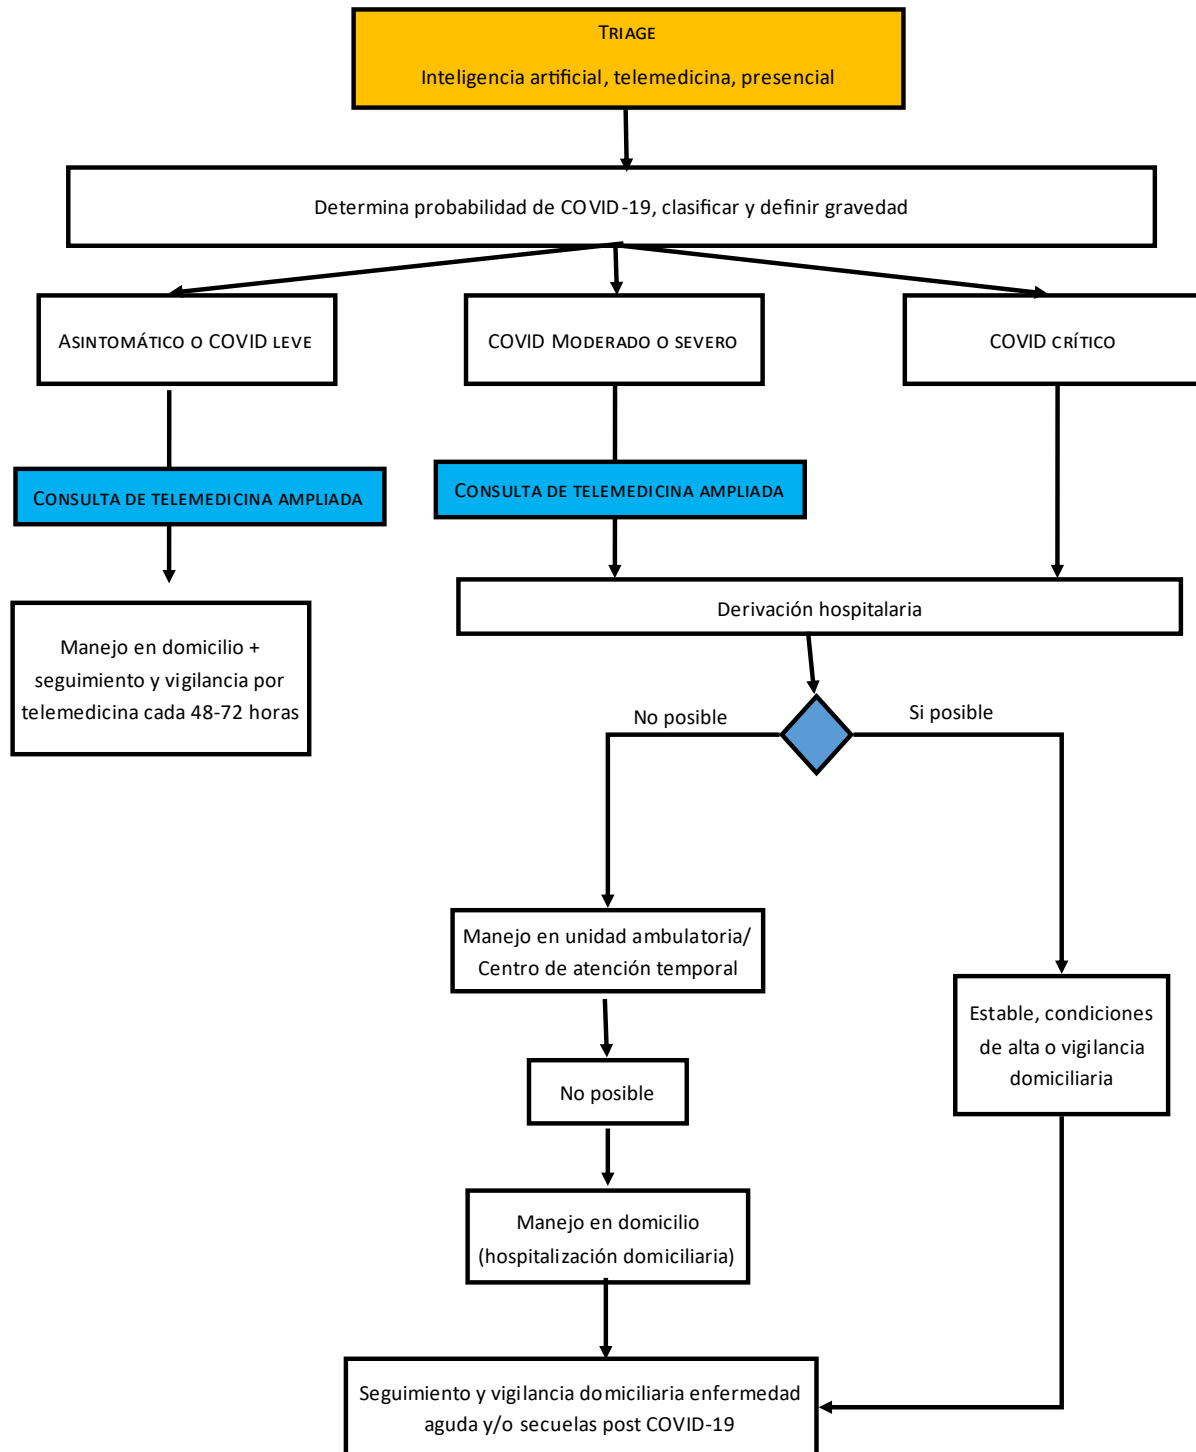 TRIAGE
Inteligencia artificial, telemedicina, presencial
Determina probabilidad de COVID-19, clasificar y definir gravedad
ASINTOMÁTICO O COVID LEVE
COVID MODERADO O SEVERO
COVID CRÍTICO
CONSULTA DE TELEMEDICINA AMPLIADA
CONSULTA DE TELEMEDICINA AMPLIADA
Derivación hospitalaria
Manejo en domicilio +
seguimiento y vigilancia por
telemedicina cada 48-72 horas
No posible
Si posible
Manejo en unidad ambulatoria/
Centro de atención temporal
Estable, condiciones
de alta o vigilancia
domiciliaria
No posible
Manejo en domicilio
(hospitalización domiciliaria)
Seguimiento y vigilancia domiciliaria enfermedad
aguda y/o secuelas post COVID-19